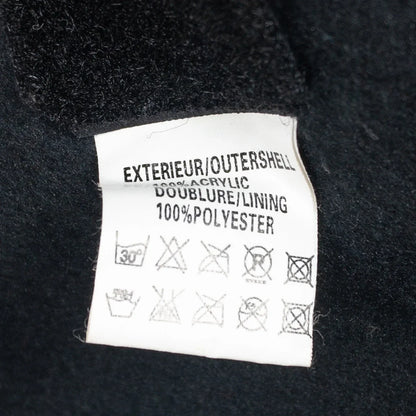 EXTERIEUR/OUTERSHELL
100%ACRYLIC
DOUBLURE/LINING
100%POLYESTER
30°